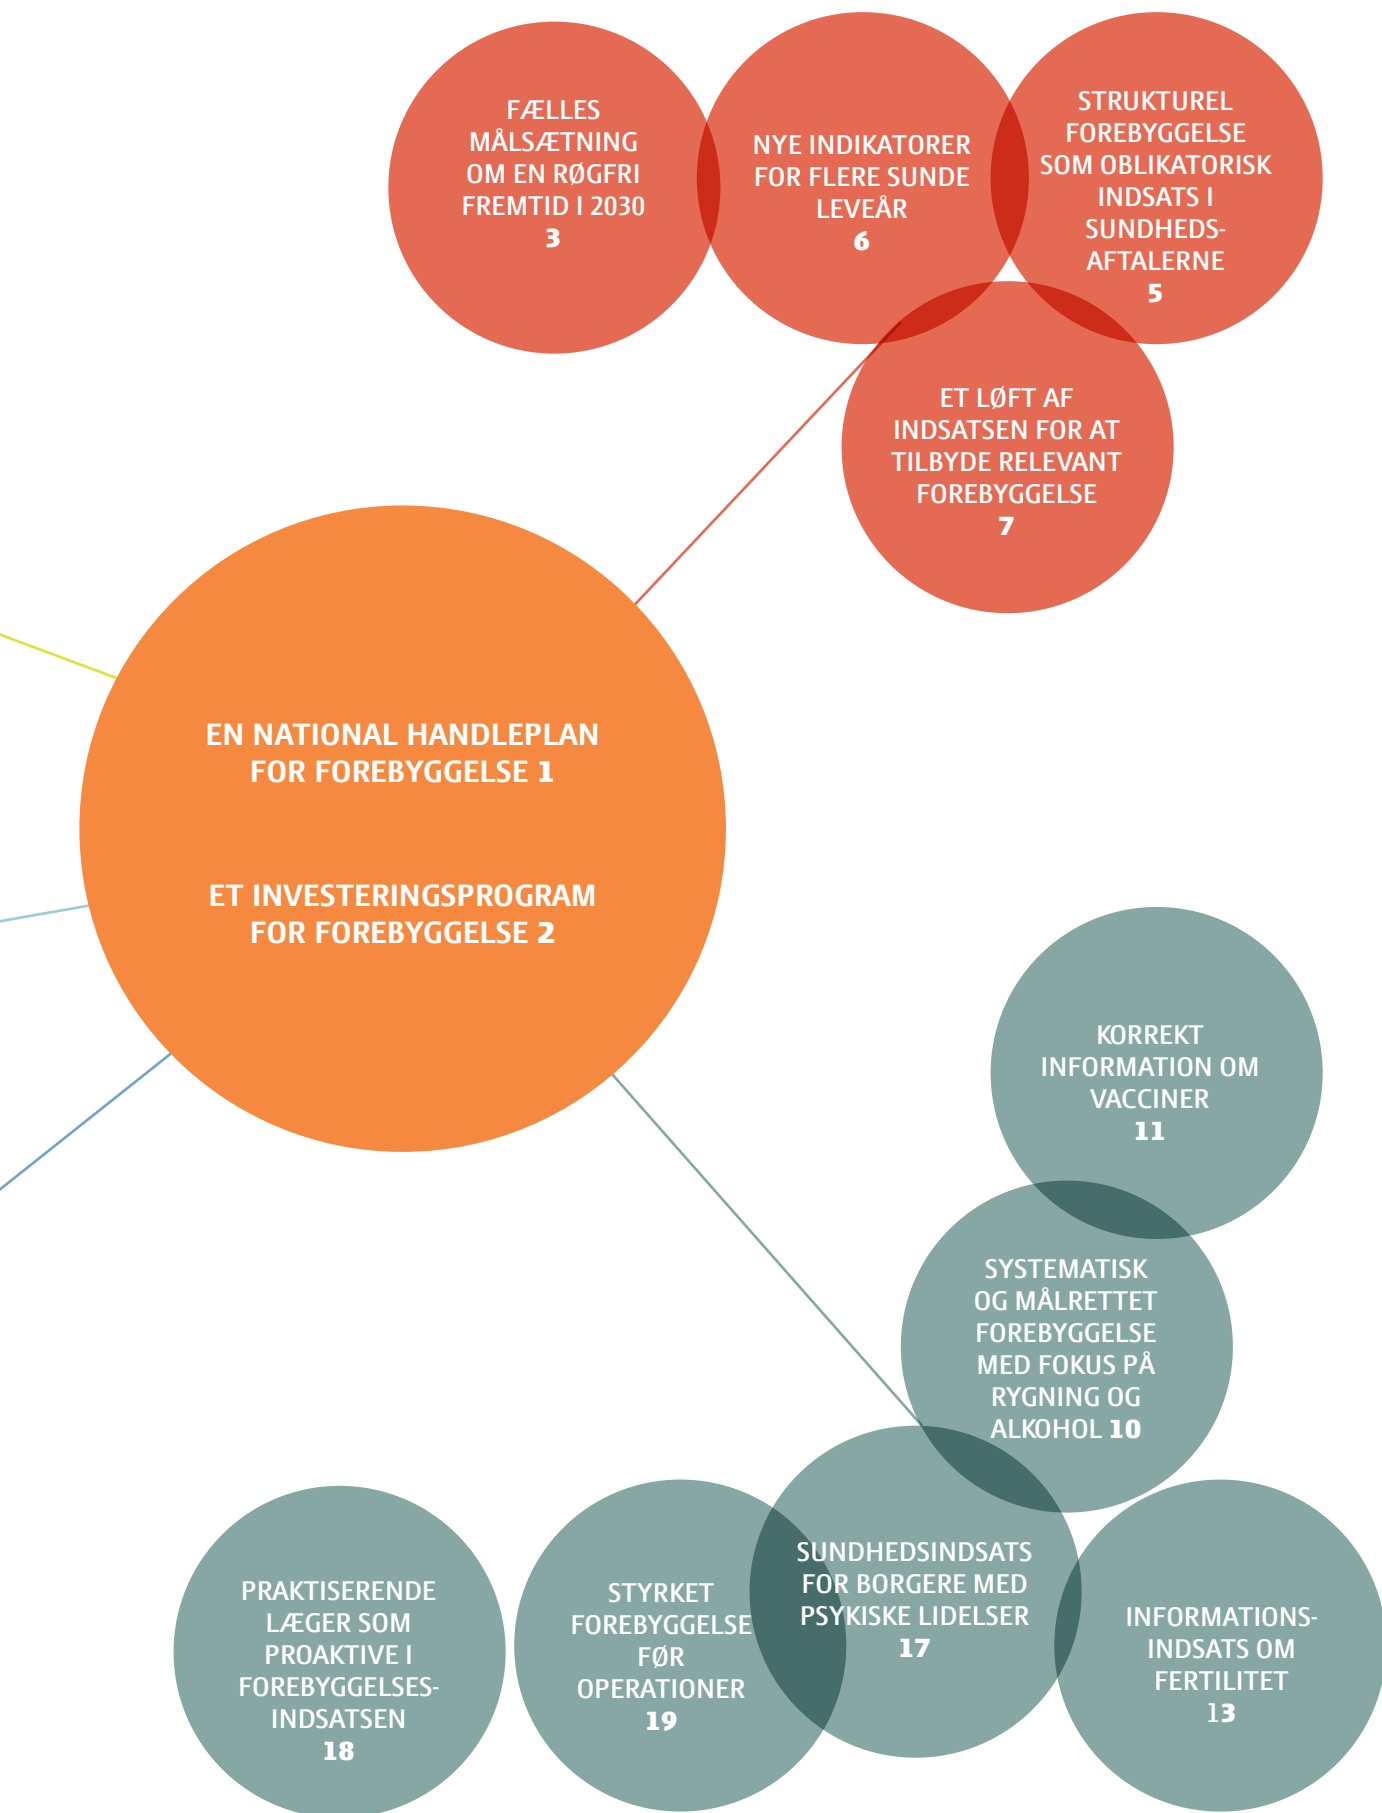 FÆLLES
MÅLSÆTNING
OM EN RØGFRI
FREMTID I 2030
3
NYE INDIKATORER
FOR FLERE SUNDE
LEVEÅR
6
STRUKTUREL
FOREBYGGELSE
SOM OBLIKATORISK
INDSATS I
SUNDHEDS-
AFTALERNE
5
ET LØFT AF
INDSATSEN FOR AT
TILBYDE RELEVANT
FOREBYGGELSE
7
EN NATIONAL HANDLEPLAN
FOR FOREBYGGELSE 1
ET INVESTERINGSPROGRAM
FOR FOREBYGGELSE 2
KORREKT
INFORMATION OM
VACCINER
11
SYSTEMATISK
OG MÅLRETTET
FOREBYGGELSE
MED FOKUS PÅ
RYGNING OG
ALKOHOL 10
SUNDHEDSINDSATS
FOR BORGERE MED
PSYKISKE LIDELSER
17
PRAKTISERENDE
LÆGER SOM
PROAKTIVE I
FOREBYGGELSES-
INDSATSEN
18
STYRKET
FOREBYGGELSE
FØR
OPERATIONER
19
INFORMATIONS-
INDSATS OM
FERTILITET
13